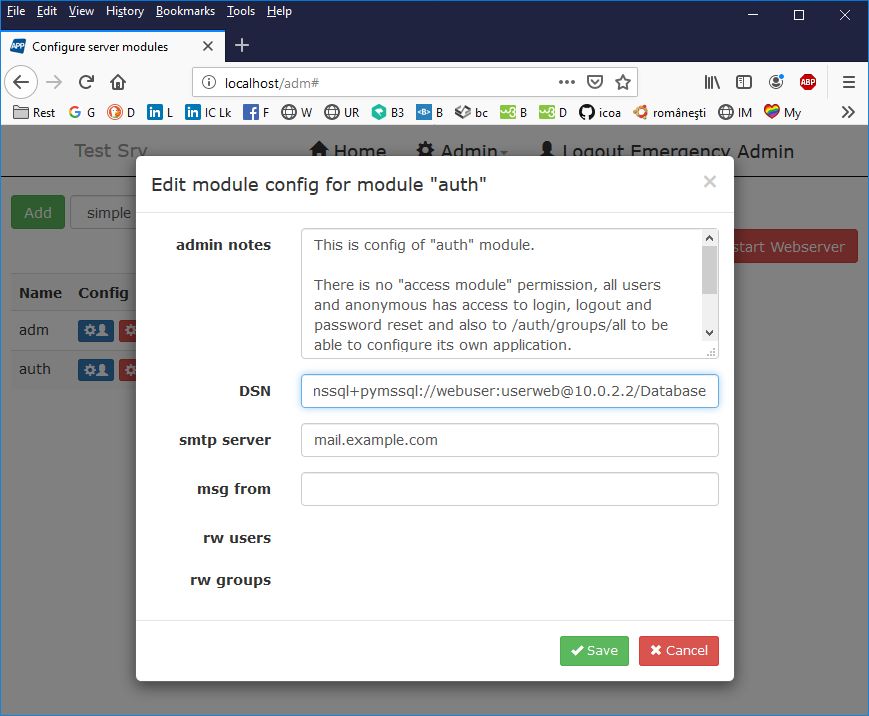 File Edit View History Bookmarks Tools Help
APP Configure server modules
localhost/adm#
ABP
Rest G D L IC Lk F W UR B3 <B> B bc w3 B w3 D icoa românești IM My
Test Srv Home Admin Logout Emergency Admin
Add simple
start Webserver
Name Config
adm
auth
Edit module config for module "auth"
admin notes
This is config of "auth" module.
There is no "access module" permission, all users
and anonymous has access to login, logout and
password reset and also to /auth/groups/all to be
able to configure its own application.
DSN nssql+pymssql://webuser:userweb@10.0.2.2/Database
smtp server mail.example.com
msg from
rw users
rw groups
Save Cancel